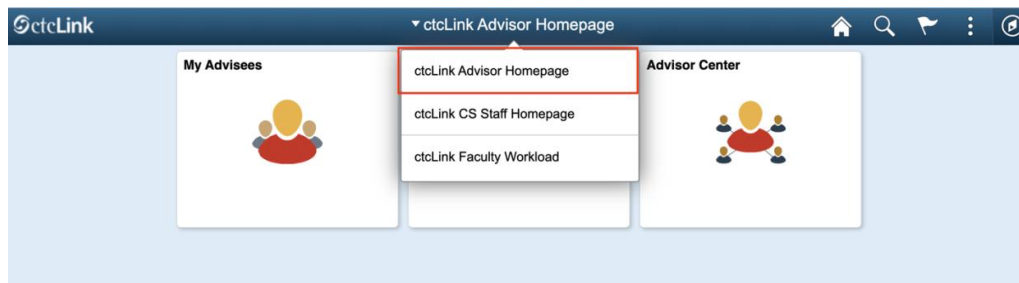 ctcLink
ctcLink Advisor Homepage
My Advisees
ctcLink Advisor Homepage
ctcLink CS Staff Homepage
ctcLink Faculty Workload
Advisor Center